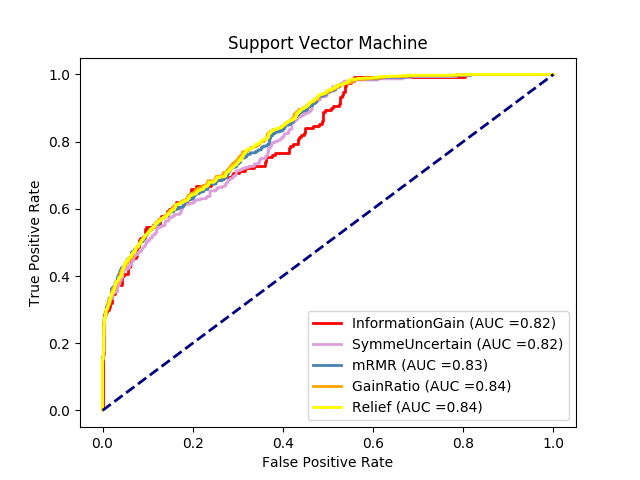 Support Vector Machine
True Positive Rate
1.0
0.8
0.6
0.4
0.2
0.0
InformationGain (AUC =0.82)
SymmeUncertain (AUC =0.82)
mRMR (AUC =0.83)
GainRatio (AUC =0.84)
Relief (AUC =0.84)
0.0 0.2 0.4 0.6 0.8 1.0
False Positive Rate